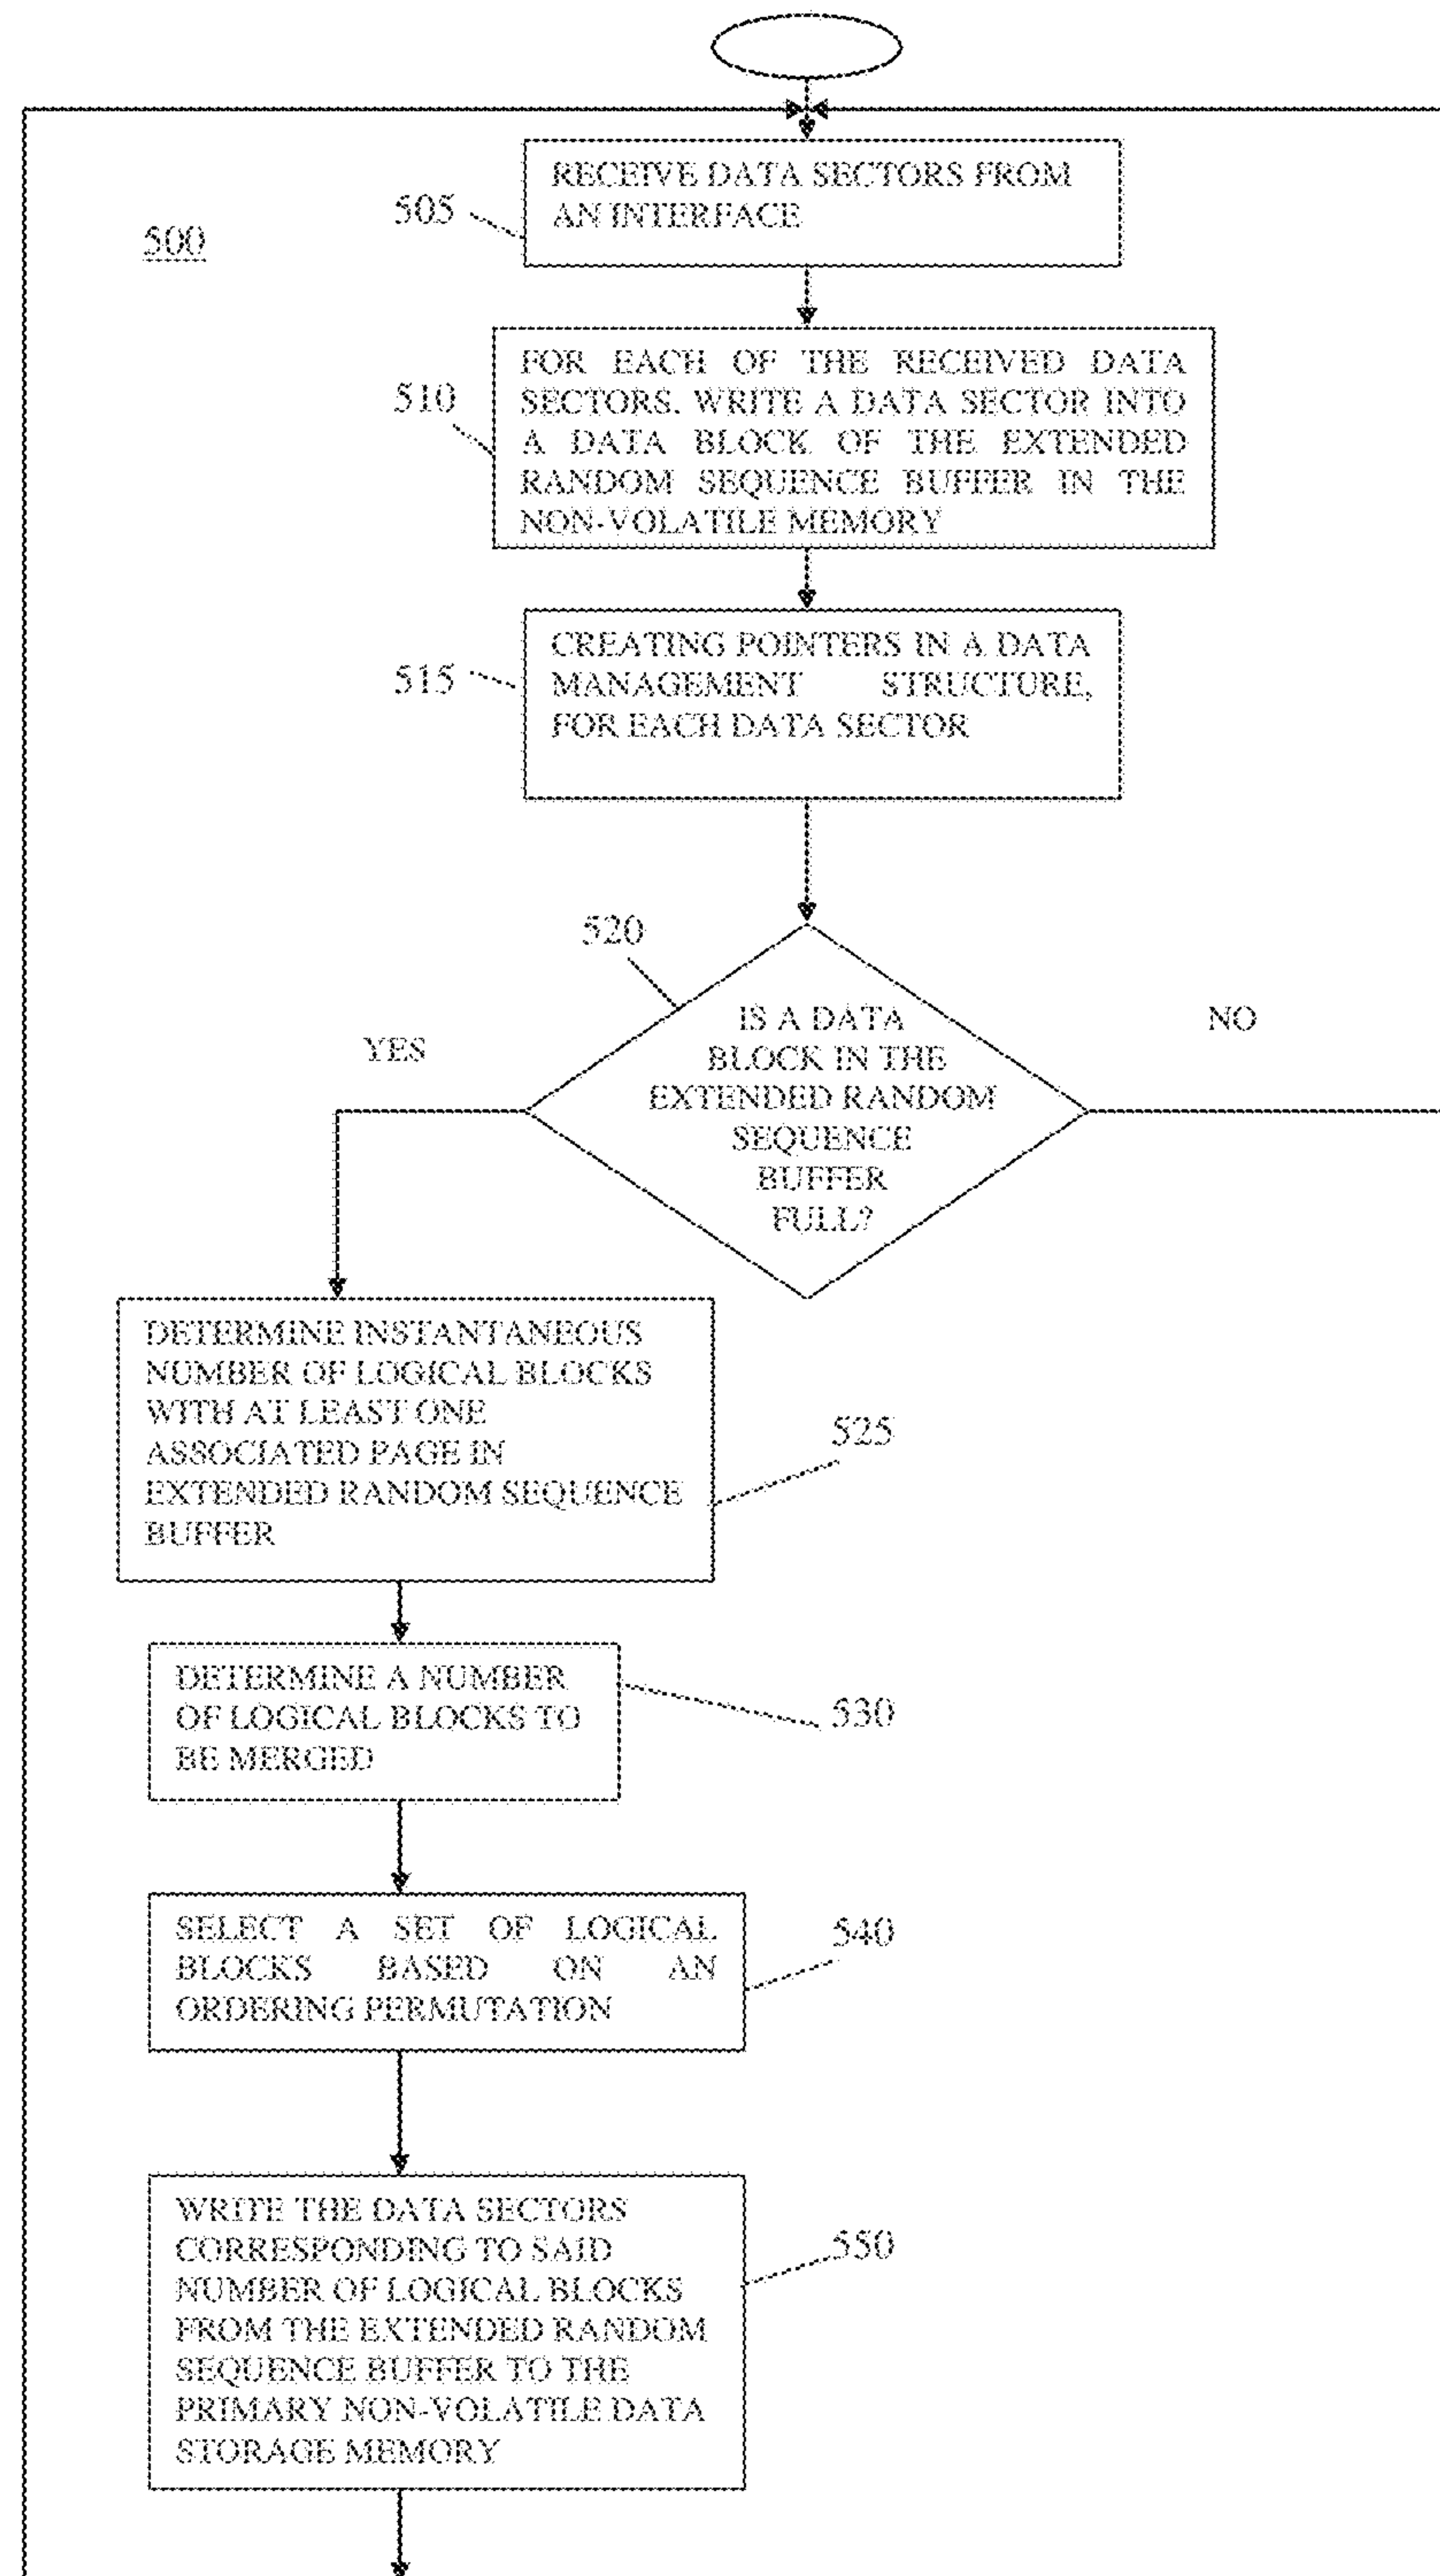 RECEIVE DATA SECTORS FROM
AN INTERFACE
505
500
FOR EACH OF THE RECEIVED DATA
SECTORS, WRITE A DATA SECTOR INTO
A DATA BLOCK OF THE EXTENDED
RANDOM SEQUENCE BUFFER IN THE
NON-VOLATILE MEMORY
510
CREATING POINTERS IN A DATA
MANAGEMENT STRUCTURE,
FOR EACH DATA SECTOR
515
520
IS A DATA
BLOCK IN THE
EXTENDED RANDOM
SEQUENCE
BUFFER
FULL?
YES
NO
DETERMINE INSTANTANEOUS
NUMBER OF LOGICAL BLOCKS
WITH AT LEAST ONE
ASSOCIATED PAGE IN
EXTENDED RANDOM SEQUENCE
BUFFER
525
DETERMINE A NUMBER
OF LOGICAL BLOCKS TO
BE MERGED
530
SELECT A SET OF LOGICAL
BLOCKS BASED ON AN
ORDERING PERMUTATION
540
WRITE THE DATA SECTORS
CORRESPONDING TO SAID
NUMBER OF LOGICAL BLOCKS
FROM THE EXTENDED RANDOM
SEQUENCE BUFFER TO THE
PRIMARY NON-VOLATILE DATA
STORAGE MEMORY
550